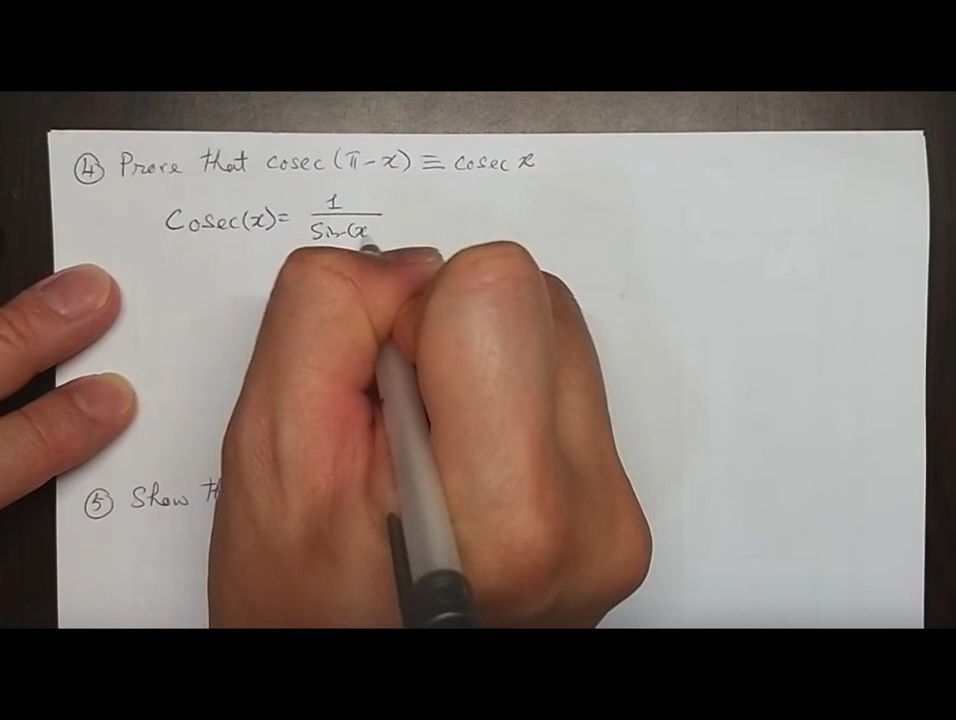 ④ Prove that cosec (π - x) ≡ cosec x
Cosec(x) = 1 / Sin(x
⑤ Show